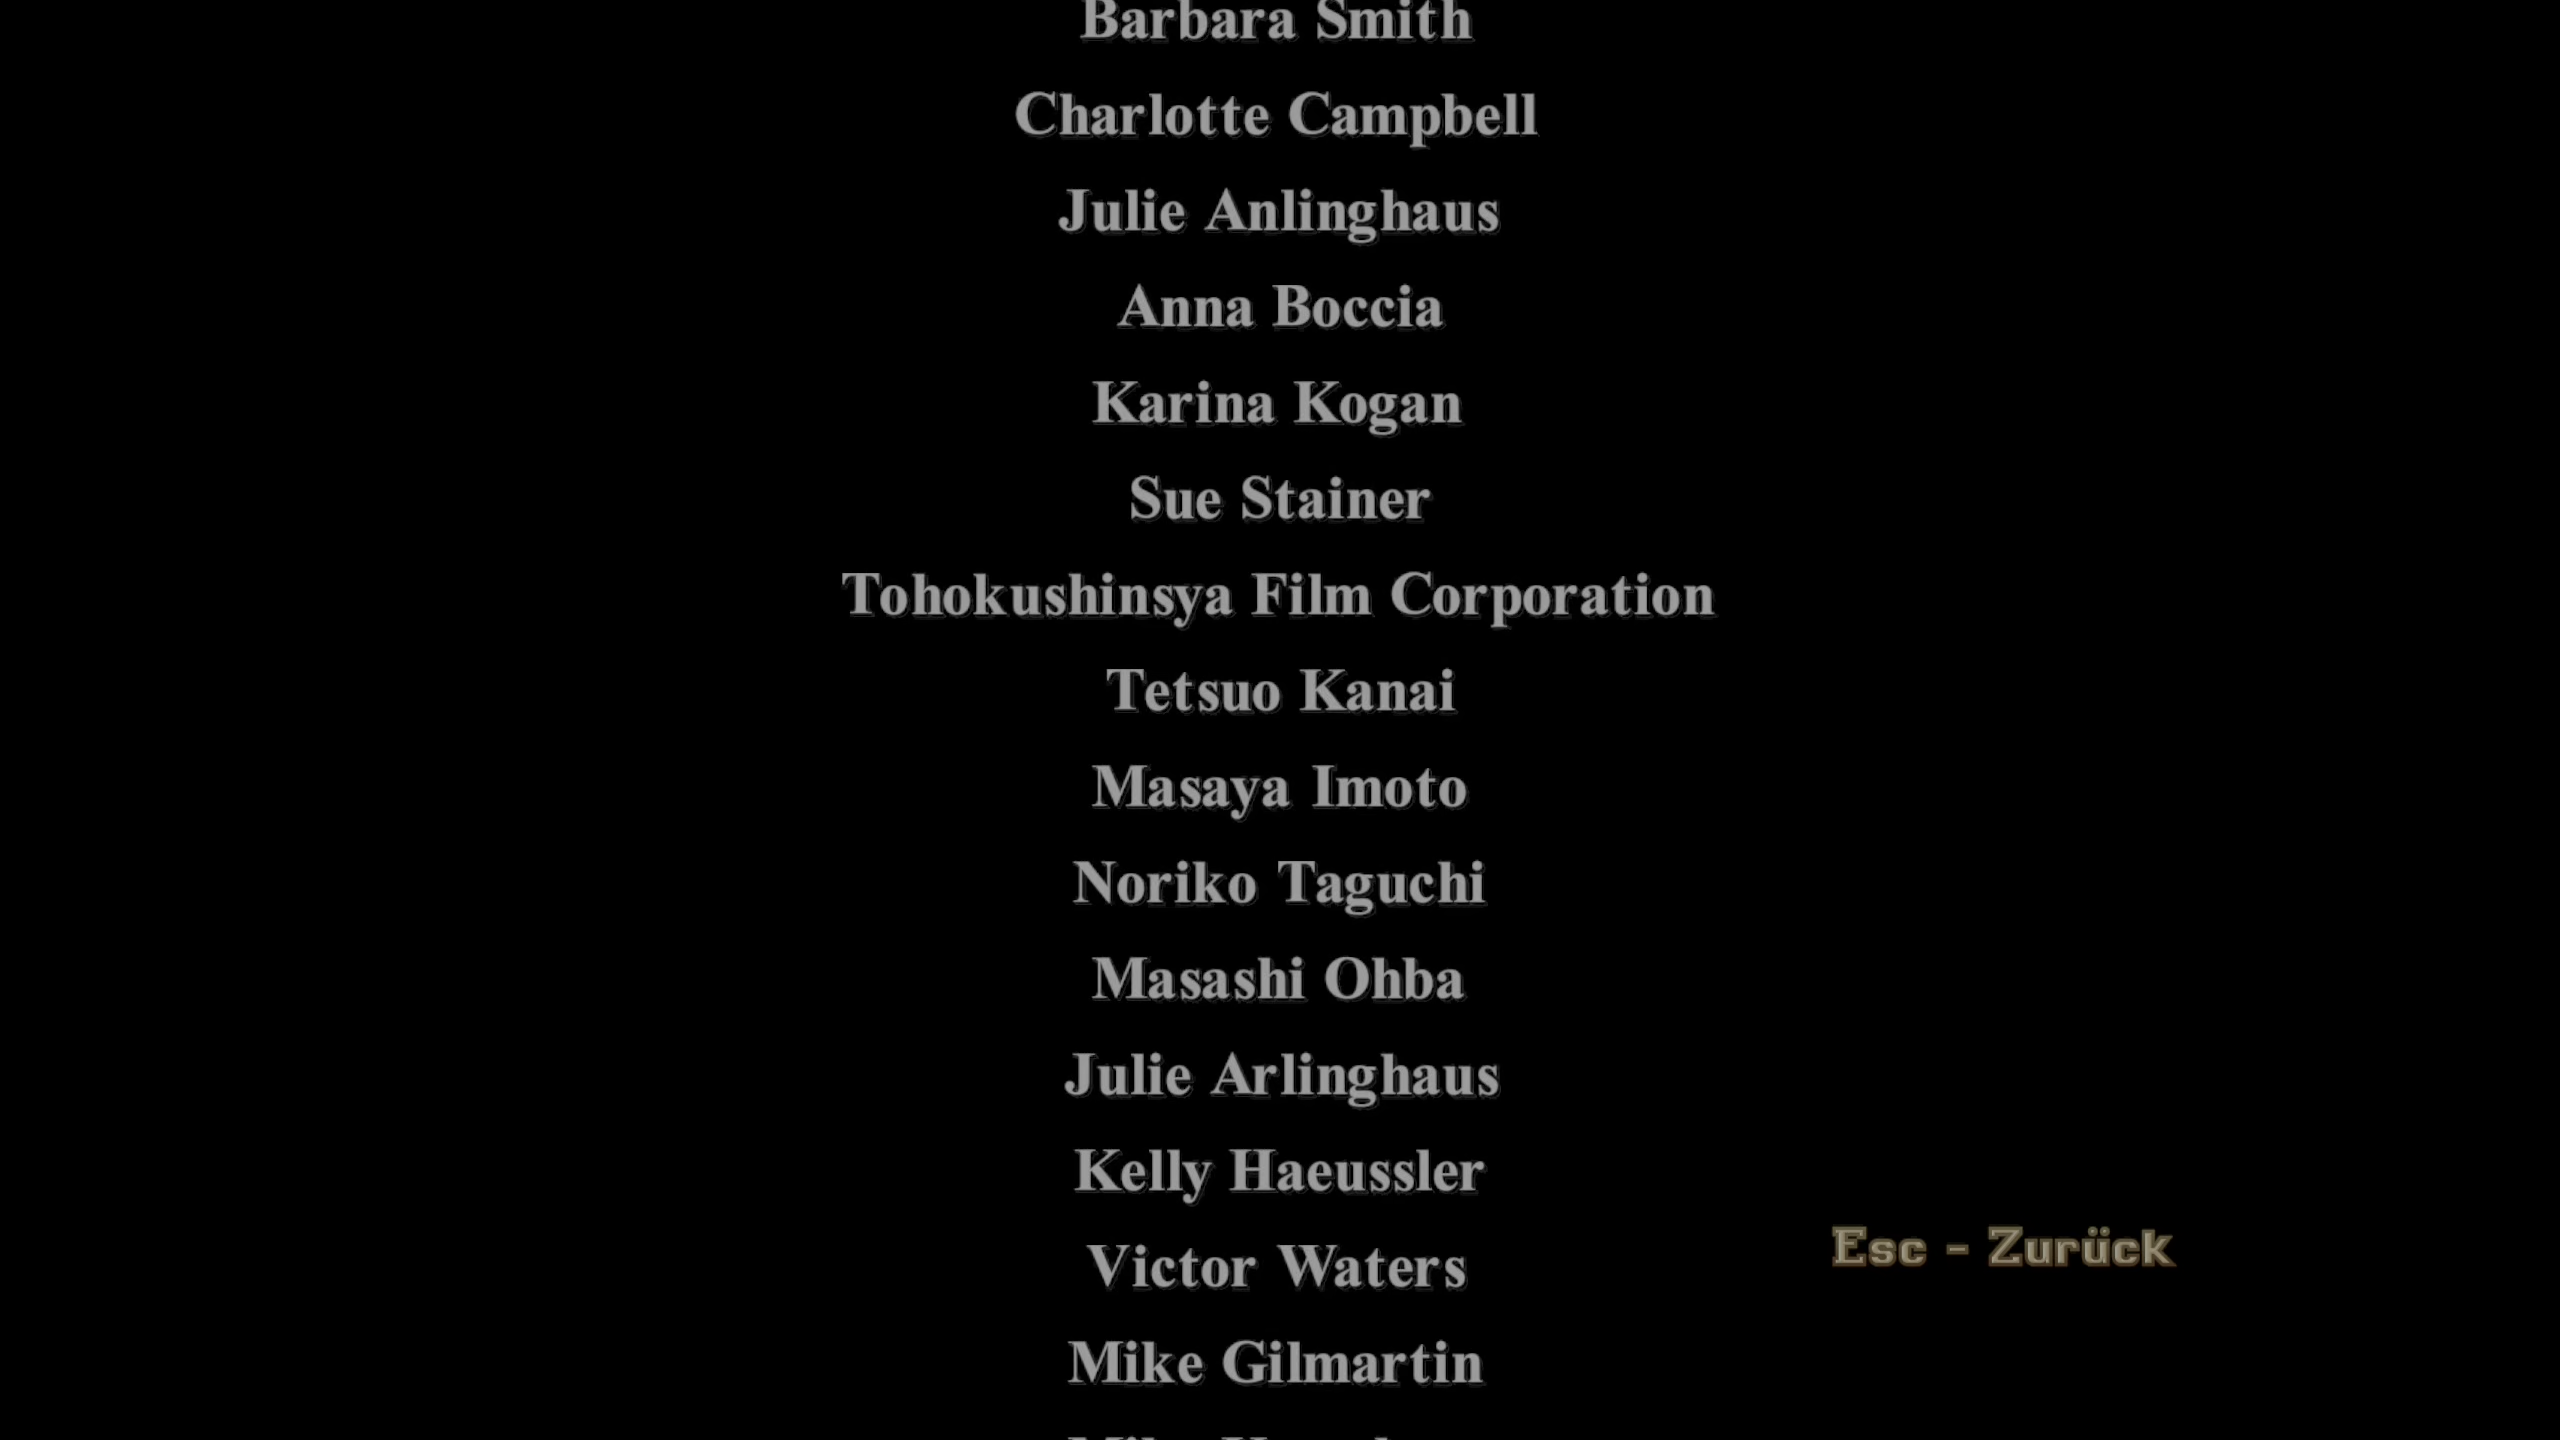 Barbara Smith
Charlotte Campbell
Julie Anlinghaus
Anna Boccia
Karina Kogan
Sue Stainer
Tohokushinsya Film Corporation
Tetsuo Kanai
Masaya Imoto
Noriko Taguchi
Masashi Ohba
Julie Arlinghaus
Kelly Haeussler
Esc - Zurück
Victor Waters
Mike Gilmartin